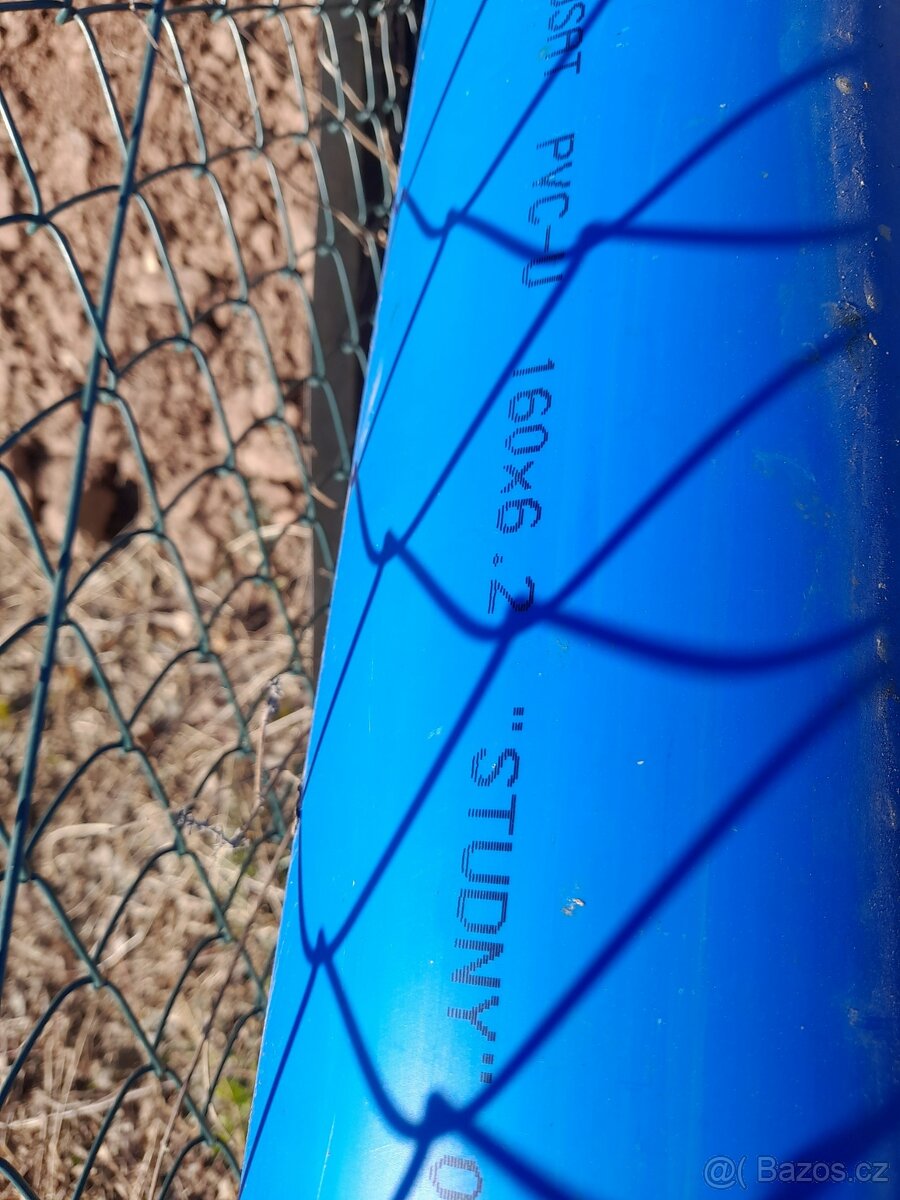 PVC-U 160x6.2 "STUDNY"
@( Bazos.cz